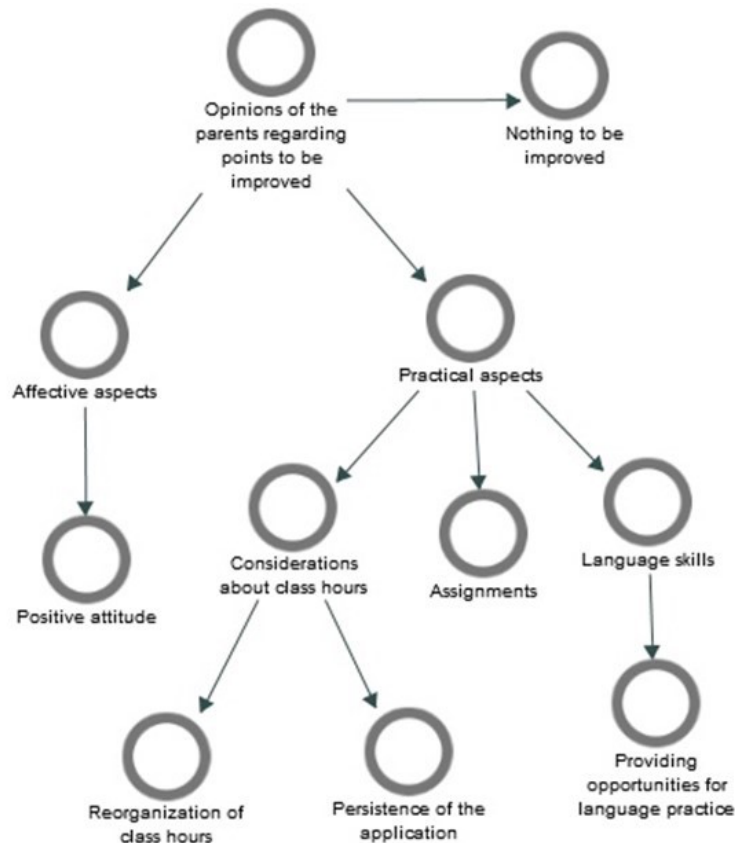 Opinions of the
parents regarding
points to be
improved
Nothing to be
improved
Affective aspects
Practical aspects
Positive attitude
Considerations
about class hours
Assignments
Language skills
Reorganization of
class hours
Persistence of the
application
Providing
opportunities for
language practice